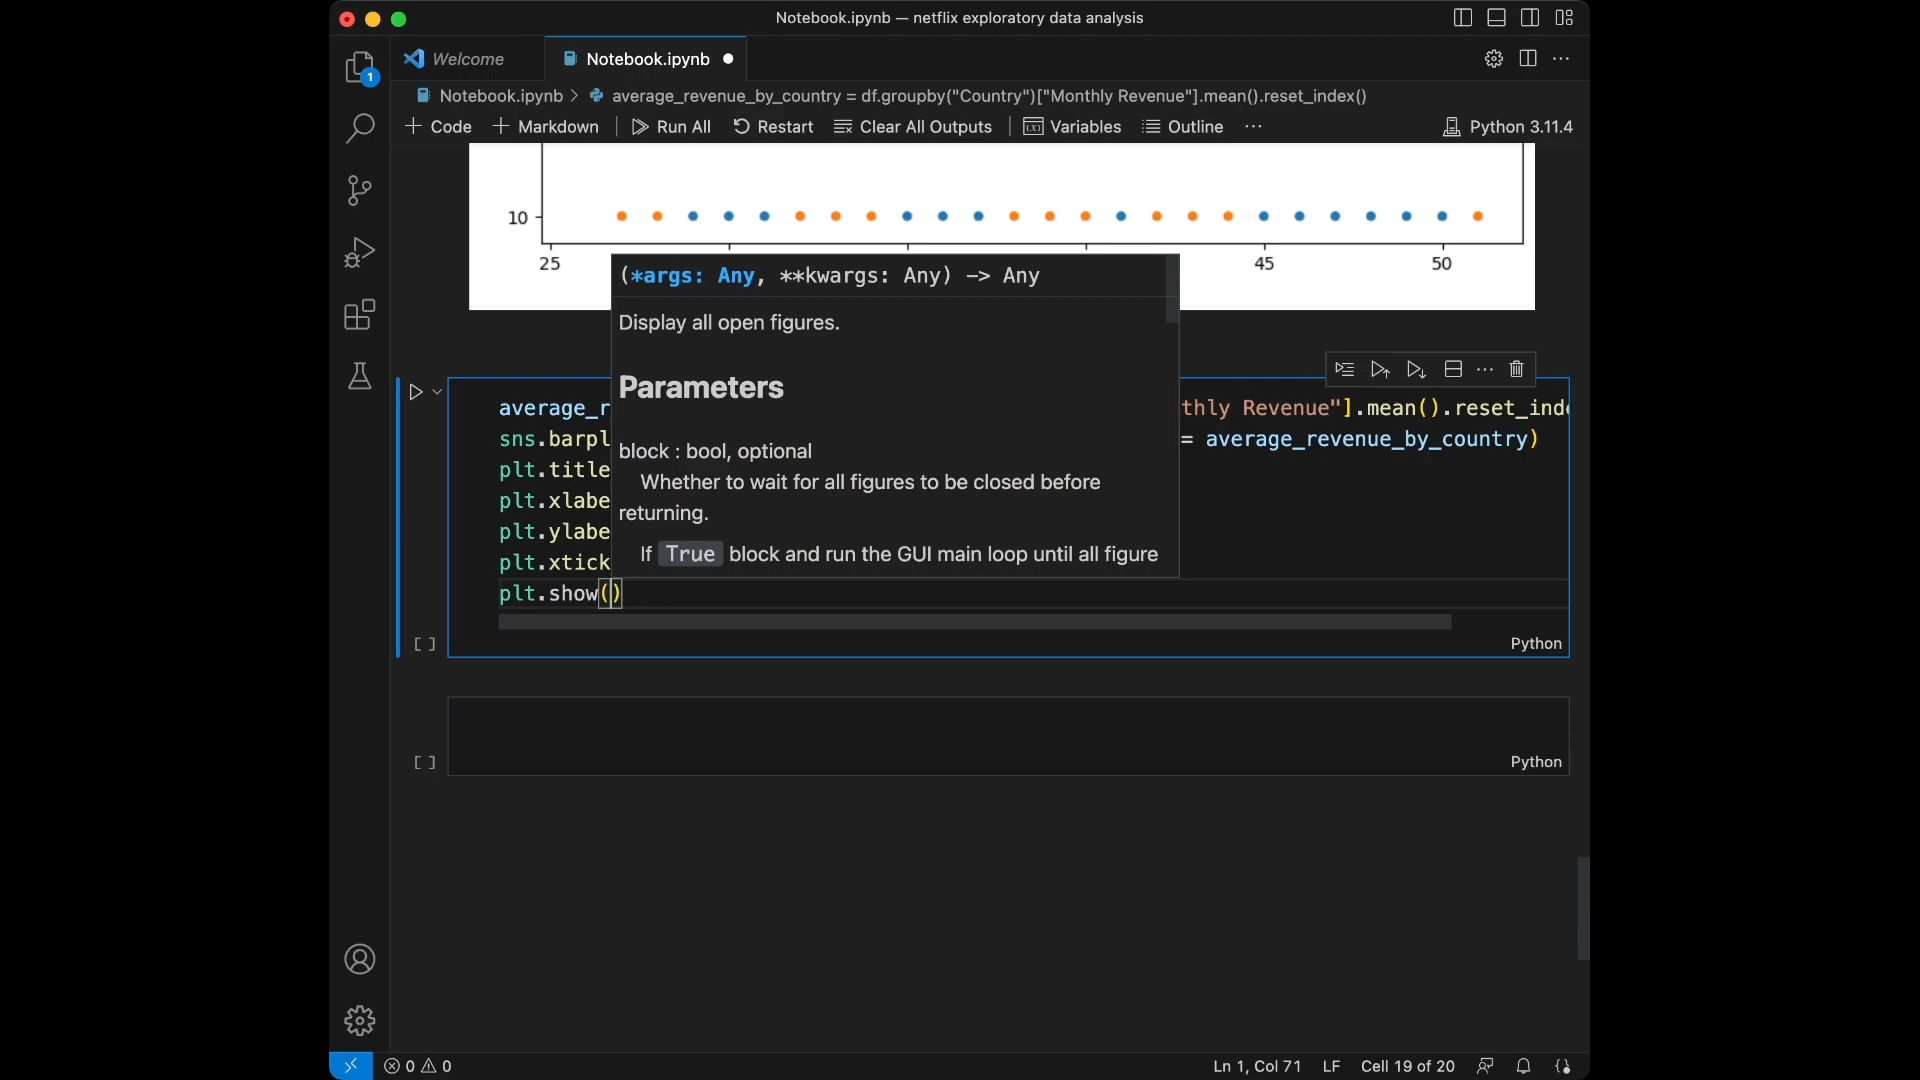 Notebook.ipynb — netflix exploratory data analysis
1
Welcome
Notebook.ipynb
Notebook.ipynb > average_revenue_by_country = df.groupby("Country")["Monthly Revenue"].mean().reset_index()
+ Code + Markdown Run All Restart Clear All Outputs Variables Outline ... Python 3.11.4
10
25 45 50
(*args: Any, **kwargs: Any) -> Any
Display all open figures.
Parameters
block : bool, optional
Whether to wait for all figures to be closed before
returning.
If True block and run the GUI main loop until all figure
average_r thly Revenue"].mean().reset_inde
sns.barpl = average_revenue_by_country)
plt.title
plt.xlabe
plt.ylabe
plt.xtick
plt.show()
[ ] Python
[ ] Python
0 0 Ln 1, Col 71 LF Cell 19 of 20